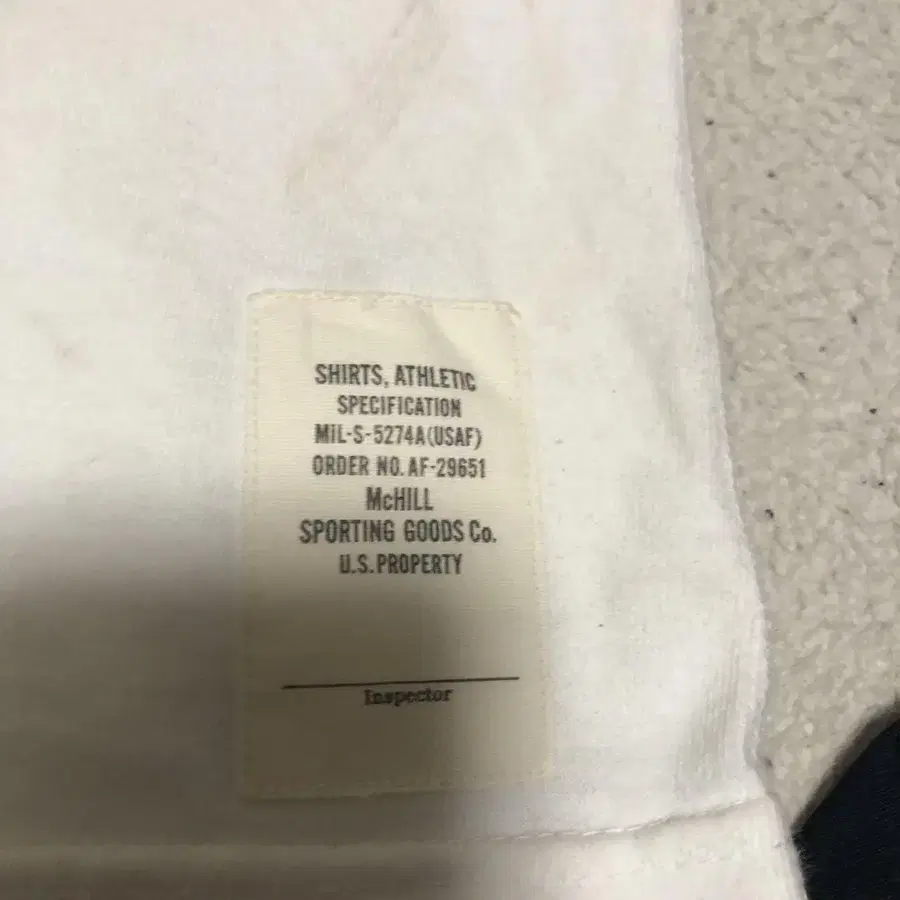 SHIRTS, ATHLETIC
SPECIFICATION
MIL-S-5274A(USAF)
ORDER NO. AF-29651
McHILL
SPORTING GOODS Co.
U.S. PROPERTY
Inspector